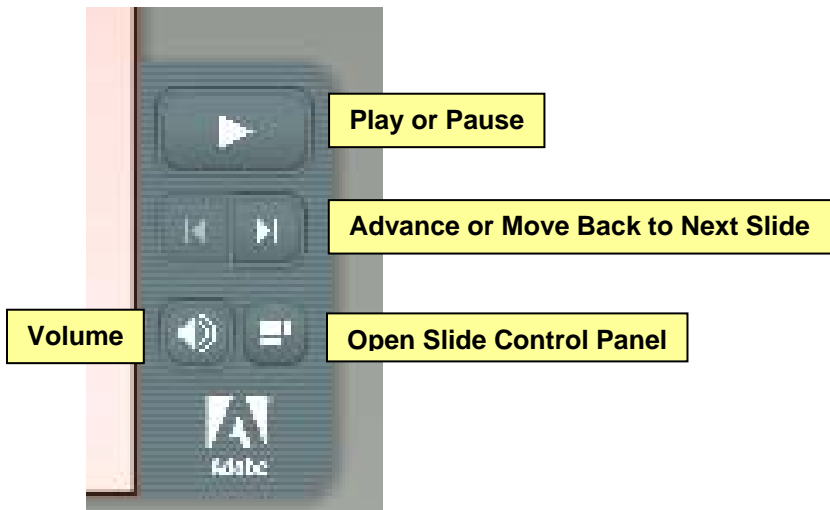 Play or Pause
Advance or Move Back to Next Slide
Volume
Open Slide Control Panel
Adobe